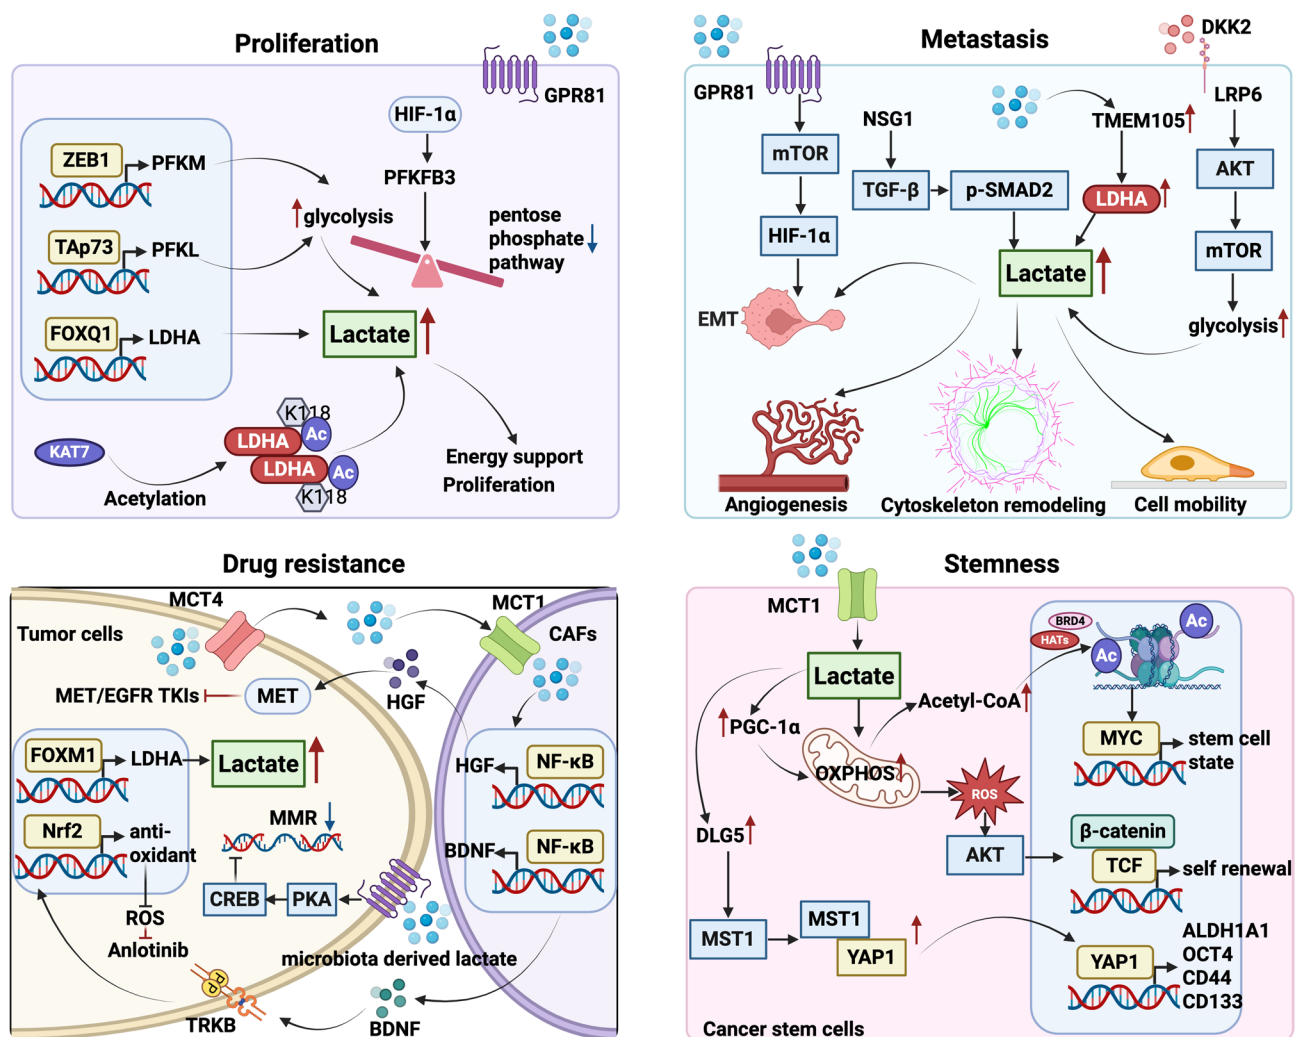 Proliferation
GPR81
HIF-1α
ZEB1
PFKM
PFKFB3
glycolysis
pentose
phosphate
pathway
TAp73
PFKL
FOXQ1
LDHA
Lactate
K118
LDHA
Ac
LDHA
Ac
K118
KAT7
Acetylation
Energy support
Proliferation
Metastasis
DKK2
GPR81
LRP6
NSG1
TMEM105
mTOR
AKT
TGF-β
p-SMAD2
LDHA
HIF-1α
mTOR
Lactate
EMT
glycolysis
Angiogenesis
Cytoskeleton remodeling
Cell mobility
Drug resistance
MCT4
MCT1
Tumor cells
CAFs
MET/EGFR TKIs
MET
HGF
FOXM1
LDHA
Lactate
HGF
NF-κB
MMR
Nrf2
anti-
oxidant
BDNF
NF-κB
CREB
PKA
ROS
Anlotinib
microbiota derived lactate
P
P
TRKB
BDNF
Stemness
MCT1
BRD4
HATs
Ac
Ac
Lactate
Acetyl-CoA
PGC-1α
MYC
stem cell
state
OXPHOS
ROS
DLG5
β-catenin
AKT
TCF
self renewal
MST1
MST1
YAP1
YAP1
ALDH1A1
OCT4
CD44
CD133
Cancer stem cells